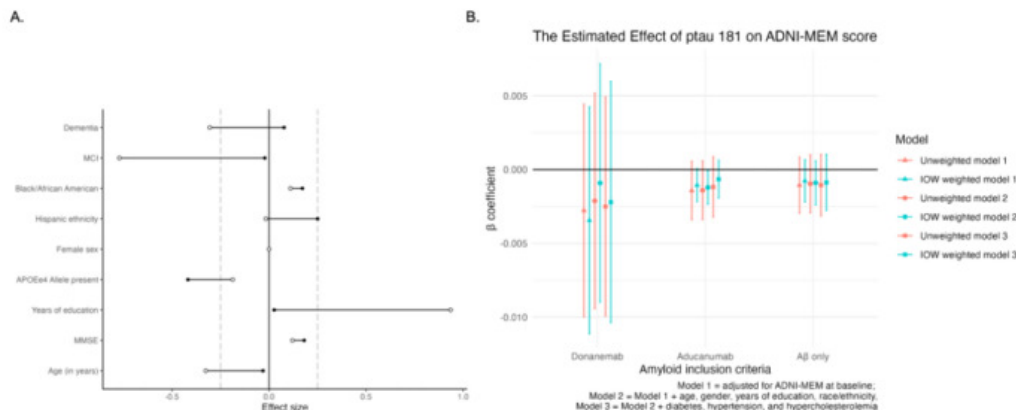 A.
Dementia
MCI
Black/African American
Hispanic ethnicity
Female sex
APOEe4 Allele present
Years of education
MMSE
Age (in years)
-0.5
0.0
0.5
1.0
Effect size
B.
The Estimated Effect of ptau 181 on ADNI-MEM score
0.005
0.000
-0.005
-0.010
β coefficient
Donanemab
Aducanumab
Aβ only
Amyloid inclusion criteria
Model
Unweighted model 1
IOW weighted model 1
Unweighted model 2
IOW weighted model 2
Unweighted model 3
IOW weighted model 3
Model 1 = adjusted for ADNI-MEM at baseline;
Model 2 = Model 1 + age, gender, years of education, race/ethnicity,
Model 3 = Model 2 + diabetes, hypertension, and hypercholesterolemia